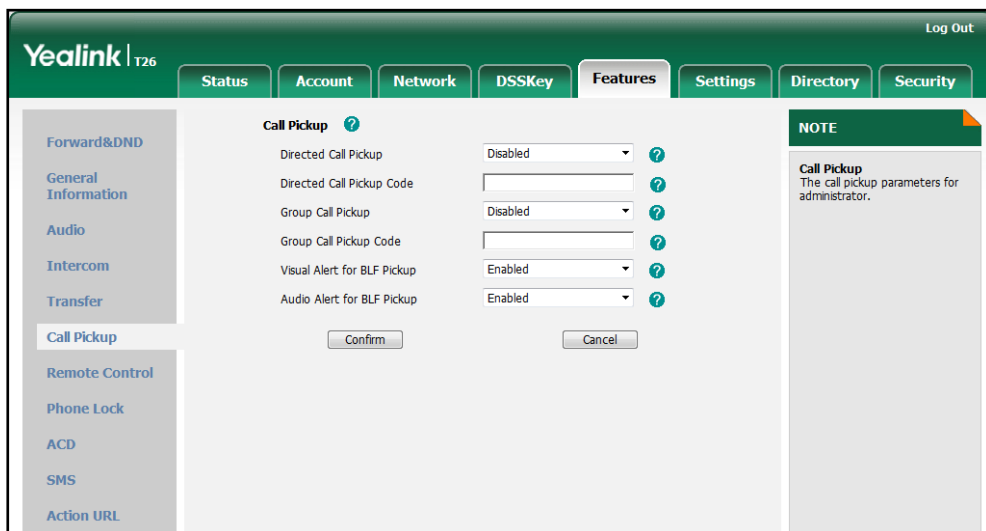 Log Out
Yealink T26
Status Account Network DSSKey Features Settings Directory Security
Forward&DND
General
Information
Audio
Intercom
Transfer
Call Pickup
Remote Control
Phone Lock
ACD
SMS
Action URL
Call Pickup ?
Directed Call Pickup Disabled ?
Directed Call Pickup Code ?
Group Call Pickup Disabled ?
Group Call Pickup Code ?
Visual Alert for BLF Pickup Enabled ?
Audio Alert for BLF Pickup Enabled ?
Confirm Cancel
NOTE
Call Pickup
The call pickup parameters for
administrator.